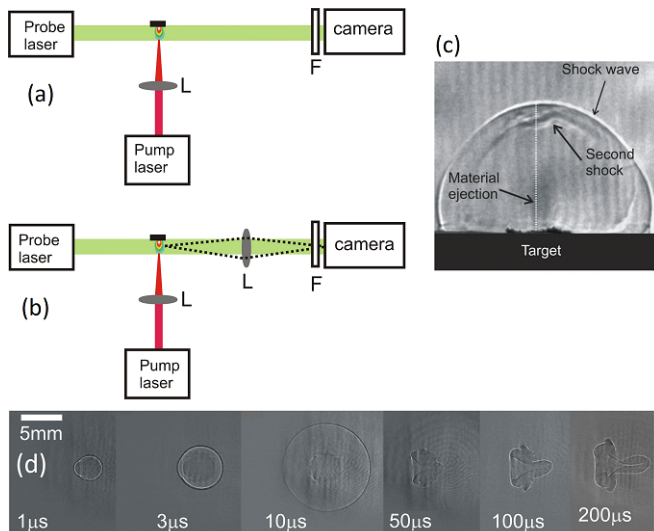 Probe
laser
camera
L
F
(a)
Pump
laser
(c)
Shock wave
Second
shock
Material
ejection
Target
Probe
laser
camera
L
L
F
(b)
Pump
laser
5mm
(d)
1µs
3µs
10µs
50µs
100µs
200µs